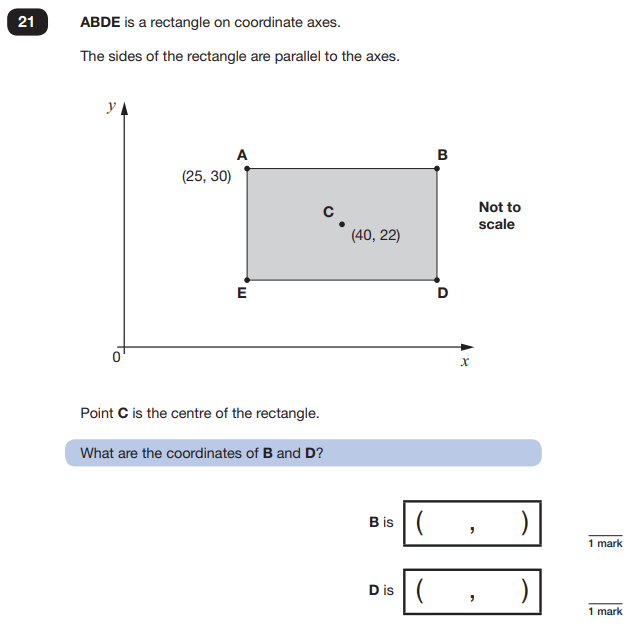 21
ABDE is a rectangle on coordinate axes.
The sides of the rectangle are parallel to the axes.
y
A
B
(25, 30)
C
(40, 22)
Not to
scale
E
D
0
x
Point C is the centre of the rectangle.
What are the coordinates of B and D?
B is ( , )
1 mark
D is ( , )
1 mark